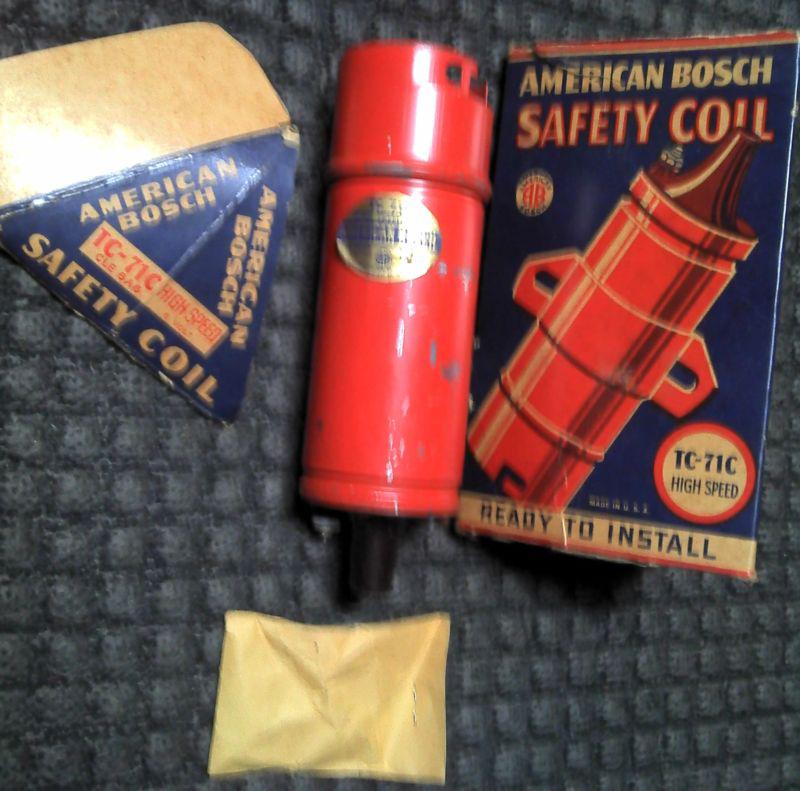 AMERICAN
BOSCH
TC-71C
HIGH SPEED
SAFETY COIL
AMERICAN
BOSCH
AMERICAN BOSCH
SAFETY COIL
TC-71C
HIGH SPEED
MADE IN U.S.A.
READY TO INSTALL